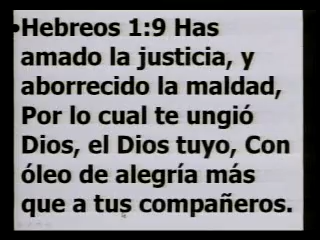 •Hebreos 1:9 Has
amado la justicia, y
aborrecido la maldad,
Por lo cual te ungió
Dios, el Dios tuyo, Con
óleo de alegría más
que a tus compañeros.